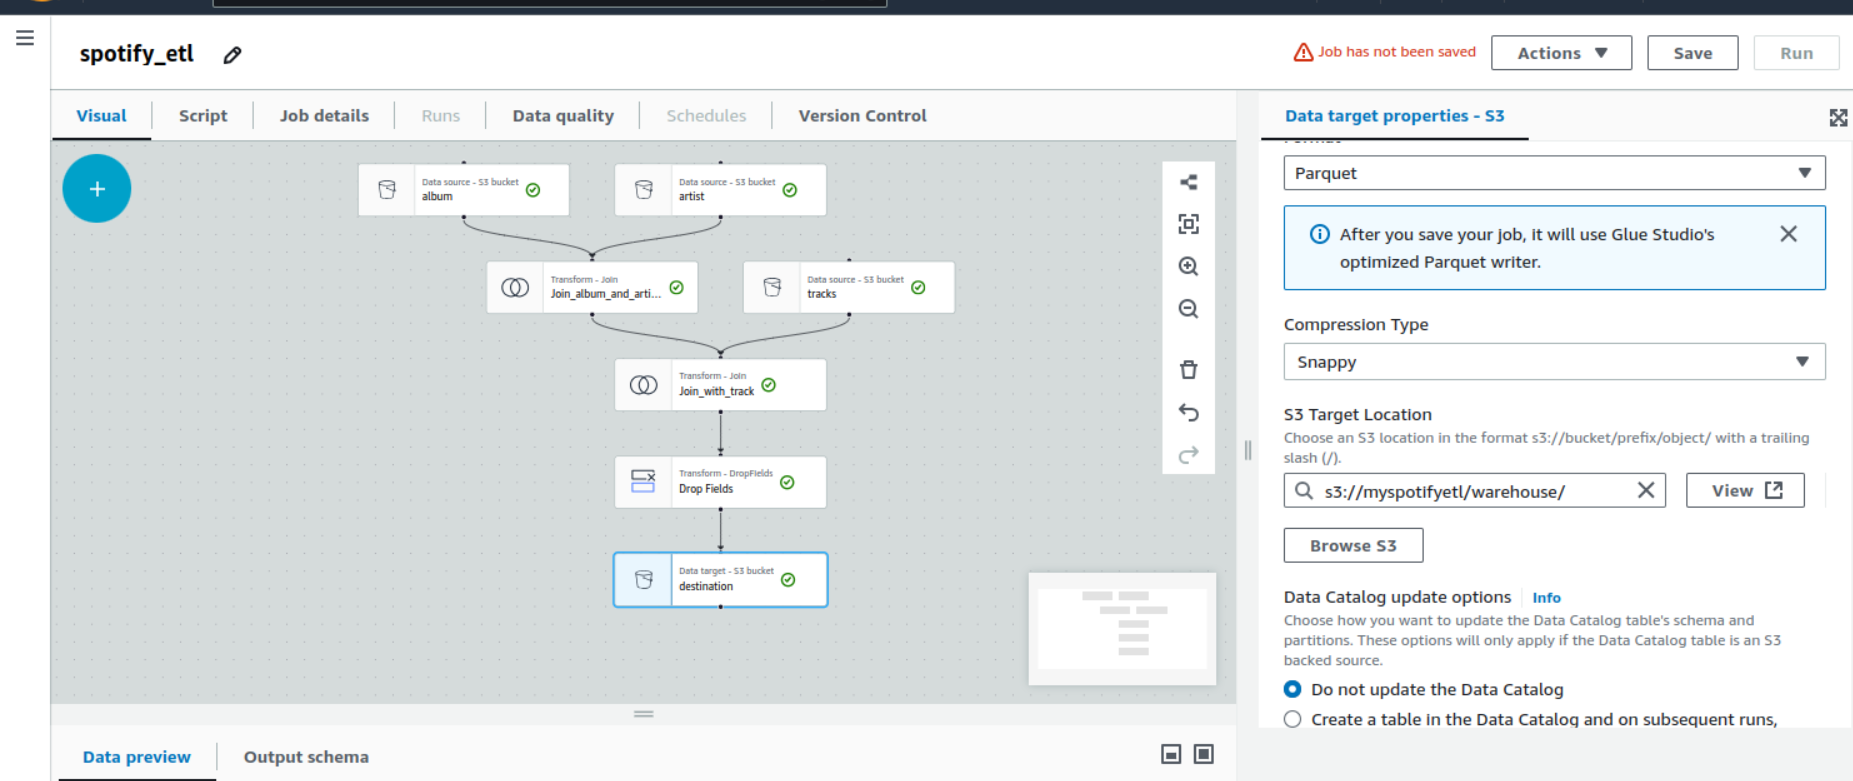 spotify_etl
Job has not been saved
Actions
Save
Run
Visual
Script
Job details
Runs
Data quality
Schedules
Version Control
Data target properties - S3
Data source - S3 bucket
album
Data source - S3 bucket
artist
Transform - Join
Join_album_and_arti...
Data source - S3 bucket
tracks
Transform - Join
Join_with_track
Transform - DropFields
Drop Fields
Data target - S3 bucket
destination
Parquet
After you save your job, it will use Glue Studio's
optimized Parquet writer.
Compression Type
Snappy
S3 Target Location
Choose an S3 location in the format s3://bucket/prefix/object/ with a trailing
slash (/).
s3://myspotifyetl/warehouse/
View
Browse S3
Data Catalog update options
Info
Choose how you want to update the Data Catalog table's schema and
partitions. These options will only apply if the Data Catalog table is an S3
backed source.
Do not update the Data Catalog
Create a table in the Data Catalog and on subsequent runs,
Data preview
Output schema